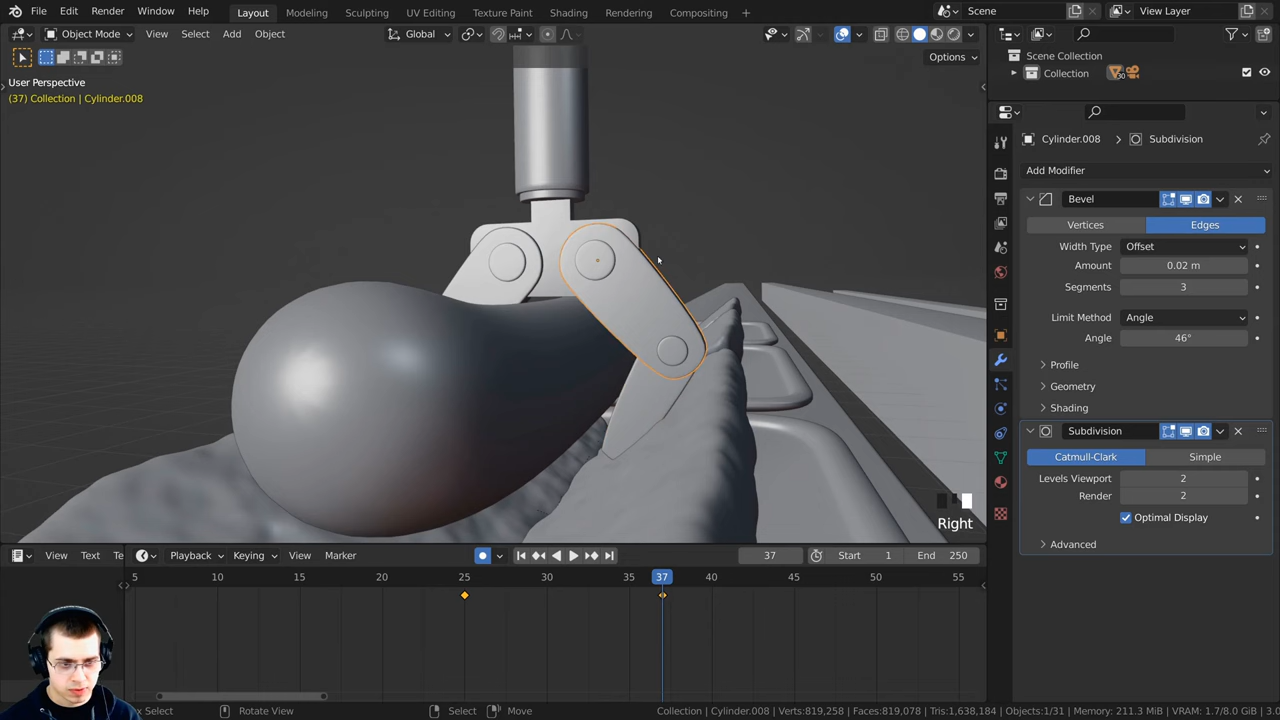 File Edit Render Window Help
Layout Modeling Sculpting UV Editing Texture Paint Shading Rendering Compositing
Scene
View Layer
Object Mode View Select Add Object
Global
Options
User Perspective
(37) Collection | Cylinder.008
Scene Collection
Collection 30
Cylinder.008 > Subdivision
Add Modifier
Bevel
Vertices Edges
Width Type Offset
Amount 0.02 m
Segments 3
Limit Method Angle
Angle 46°
Profile
Geometry
Shading
Subdivision
Catmull-Clark Simple
Levels Viewport 2
Render 2
Optimal Display
Advanced
Right
View Text Playback Keying View Marker
37 Start 1 End 250
5 10 15 20 25 30 35 37 40 45 50 55
Select Rotate View Select Move
Collection | Cylinder.008 | Verts:819,258 | Faces:819,078 | Tris:1,638,184 | Objects:1/31 | Memory: 211.3 MiB | VRAM: 1.7/8.0 GiB | 3.0